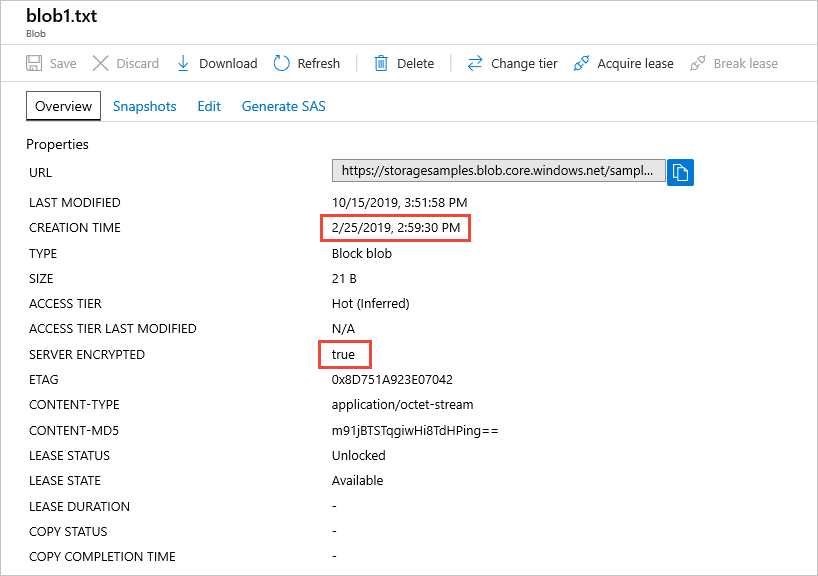 blob1.txt
Blob
Save Discard Download Refresh Delete Change tier Acquire lease Break lease
Overview Snapshots Edit Generate SAS
Properties
URL https://storagesamples.blob.core.windows.net/sampl...
LAST MODIFIED 10/15/2019, 3:51:58 PM
CREATION TIME 2/25/2019, 2:59:30 PM
TYPE Block blob
SIZE 21 B
ACCESS TIER Hot (Inferred)
ACCESS TIER LAST MODIFIED N/A
SERVER ENCRYPTED true
ETAG 0x8D751A923E07042
CONTENT-TYPE application/octet-stream
CONTENT-MD5 m91jBTSTqgiwHi8TdHPing==
LEASE STATUS Unlocked
LEASE STATE Available
LEASE DURATION -
COPY STATUS -
COPY COMPLETION TIME -